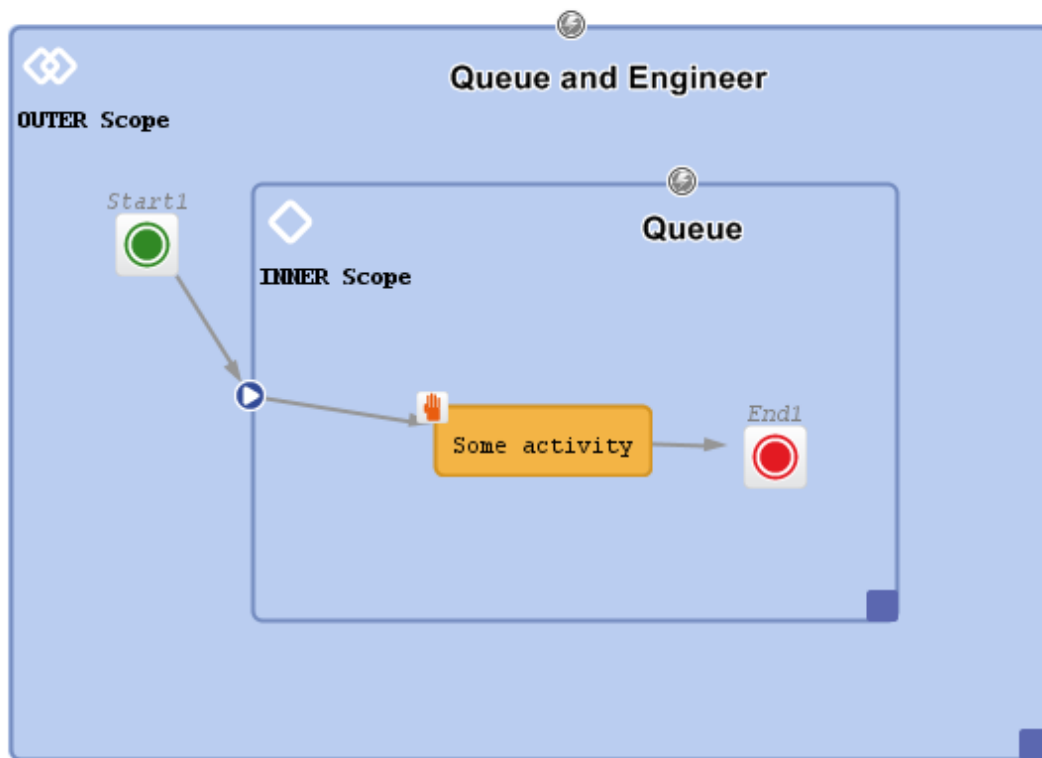 Queue and Engineer
OUTER Scope
Start1
Queue
INNER Scope
Some activity
End1